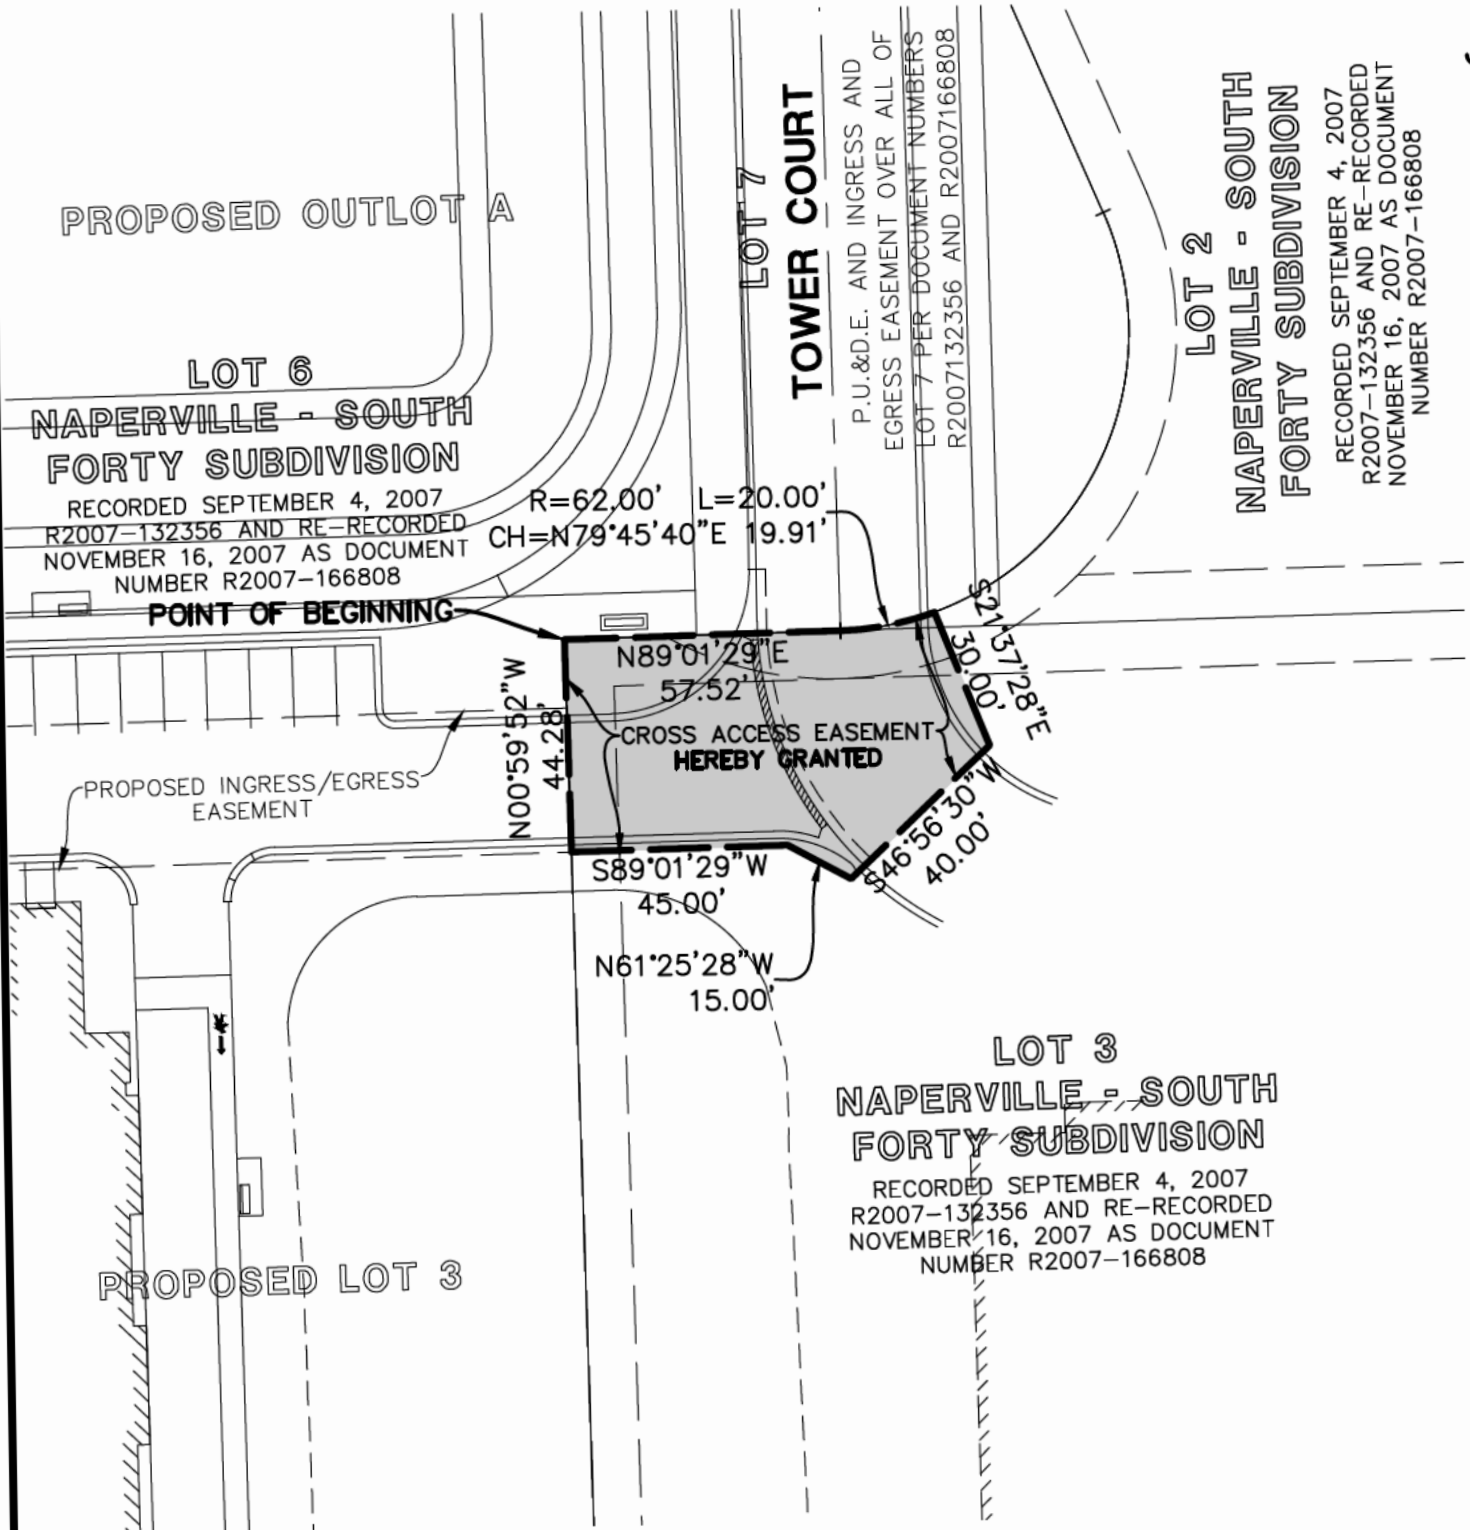 PROPOSED OUTLOT A
LOT 6
NAPERVILLE - SOUTH
FORTY SUBDIVISION
RECORDED SEPTEMBER 4, 2007
R2007-132356 AND RE-RECORDED
NOVEMBER 16, 2007 AS DOCUMENT
NUMBER R2007-166808
LOT 7
TOWER COURT
P.U.&D.E. AND INGRESS AND
EGRESS EASEMENT OVER ALL OF
LOT 7 PER DOCUMENT NUMBERS
R2007132356 AND R2007166808
LOT 2
NAPERVILLE - SOUTH
FORTY SUBDIVISION
RECORDED SEPTEMBER 4, 2007
R2007-132356 AND RE-RECORDED
NOVEMBER 16, 2007 AS DOCUMENT
NUMBER R2007-166808
R=62.00' L=20.00'
CH=N79°45'40"E 19.91'
POINT OF BEGINNING
N89°01'29"E
57.52'
S21°37'28"E
30.00'
N00°59'52"W
44.28'
CROSS ACCESS EASEMENT
HEREBY GRANTED
PROPOSED INGRESS/EGRESS
EASEMENT
S46°56'30"W
40.00'
S89°01'29"W
45.00'
N61°25'28"W
15.00'
LOT 3
NAPERVILLE - SOUTH
FORTY SUBDIVISION
RECORDED SEPTEMBER 4, 2007
R2007-132356 AND RE-RECORDED
NOVEMBER 16, 2007 AS DOCUMENT
NUMBER R2007-166808
PROPOSED LOT 3